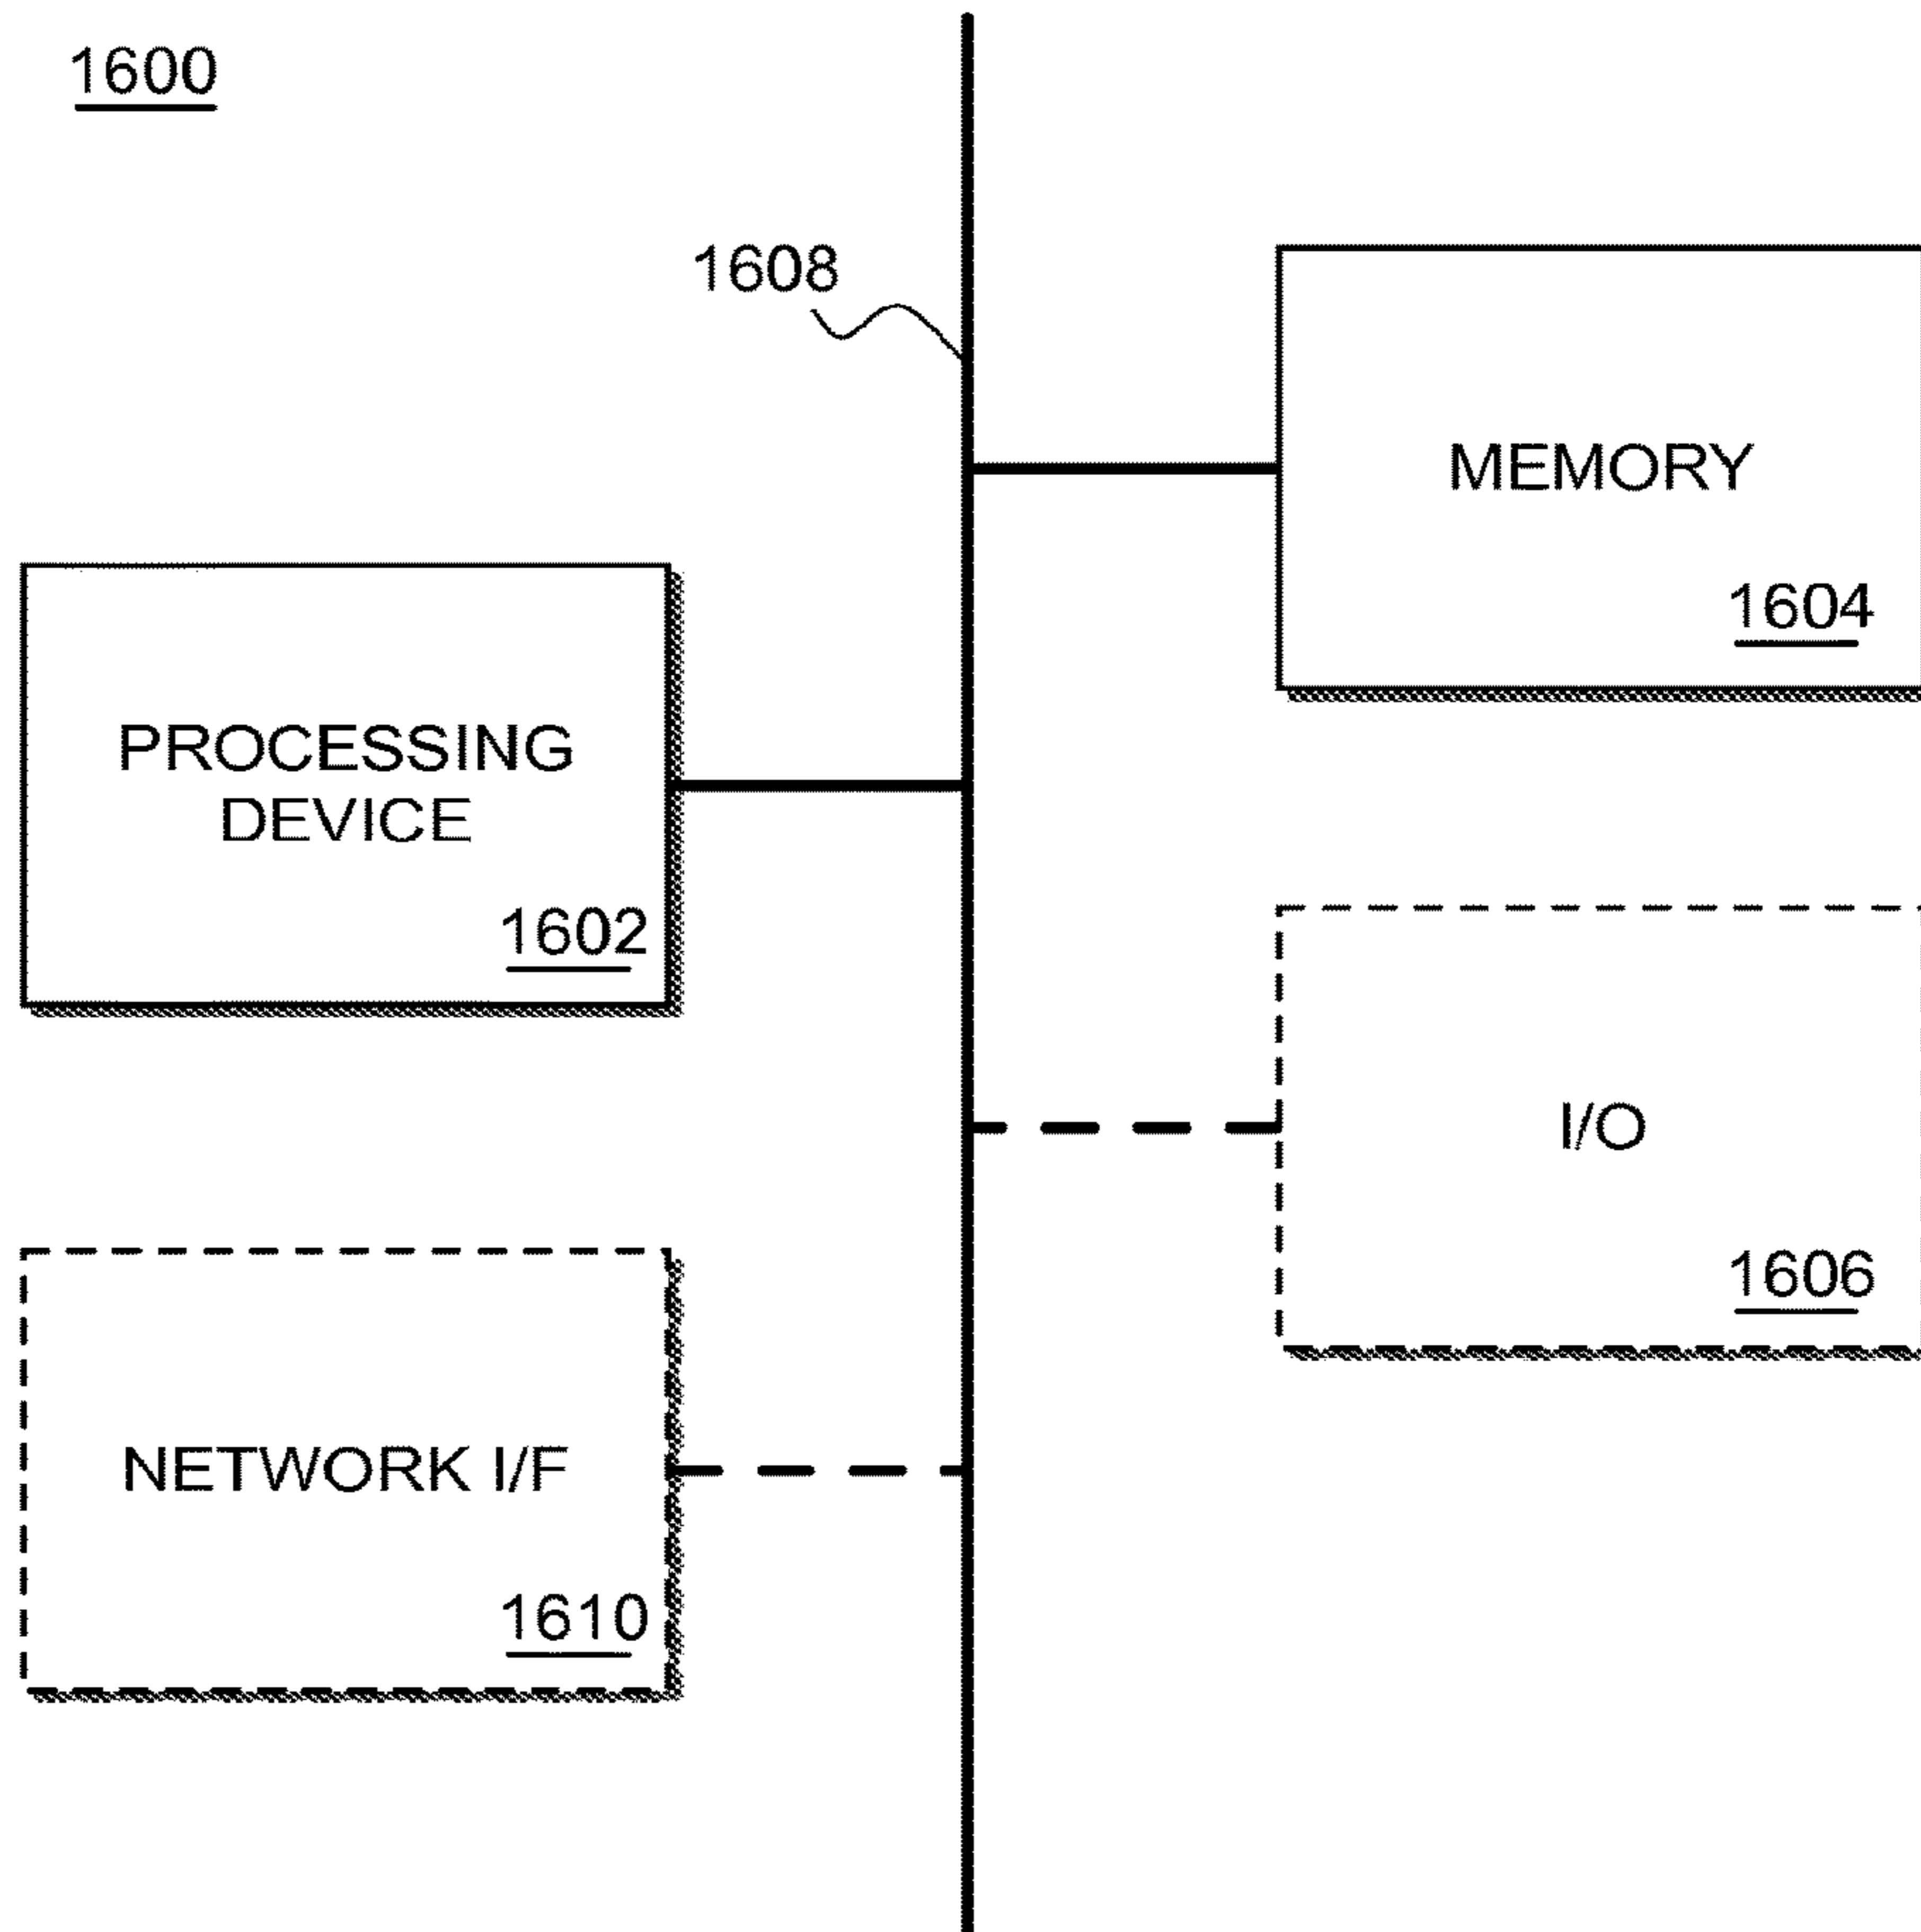 1600
1608
MEMORY
1604
PROCESSING
DEVICE
1602
I/O
1606
NETWORK I/F
1610